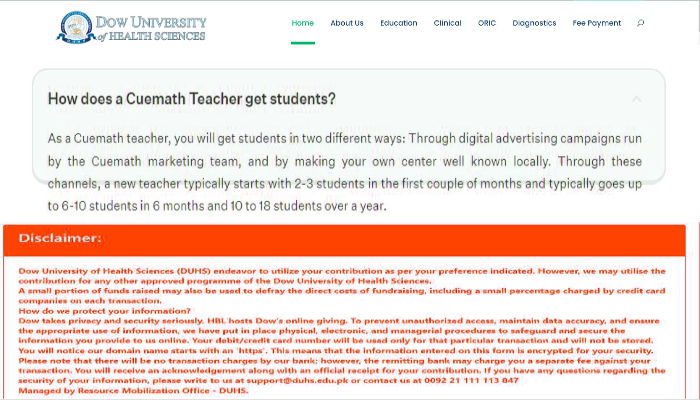 DOW UNIVERSITY
of HEALTH SCIENCES
Home About Us Education Clinical ORIC Diagnostics Fee Payment
How does a Cuemath Teacher get students?
As a Cuemath teacher, you will get students in two different ways: Through digital advertising campaigns run
by the Cuemath marketing team, and by making your own center well known locally. Through these
channels, a new teacher typically starts with 2-3 students in the first couple of months and typically goes up
to 6-10 students in 6 months and 10 to 18 students over a year.
Disclaimer:
Dow University of Health Sciences (DUHS) endeavor to utilize your contribution as per your preference indicated. However, we may utilise the
contribution for any other approved programme of the Dow University of Health Sciences.
A small portion of funds raised may also be used to defray the direct costs of fundraising, including a small percentage charged by credit card
companies on each transaction.
How do we protect your information?
Dow takes privacy and security seriously. HBL hosts Dow's online giving. To prevent unauthorized access, maintain data accuracy, and ensure
the appropriate use of information, we have put in place physical, electronic, and managerial procedures to safeguard and secure the
information you provide to us online. Your debit/credit card number will be used only for that particular transaction and will not be stored.
You will notice our domain name starts with an 'https'. This means that the information entered on this form is encrypted for your security.
Please note that there will be no transaction charges by our bank; however, the remitting bank may charge you a separate fee against your
transaction. You will receive an acknowledgement along with an official receipt for your contribution. If you have any questions regarding the
security of your information, please write to us at support@duhs.edu.pk or contact us at 0092 21 111 113 847
Managed by Resource Mobilization Office - DUHS.